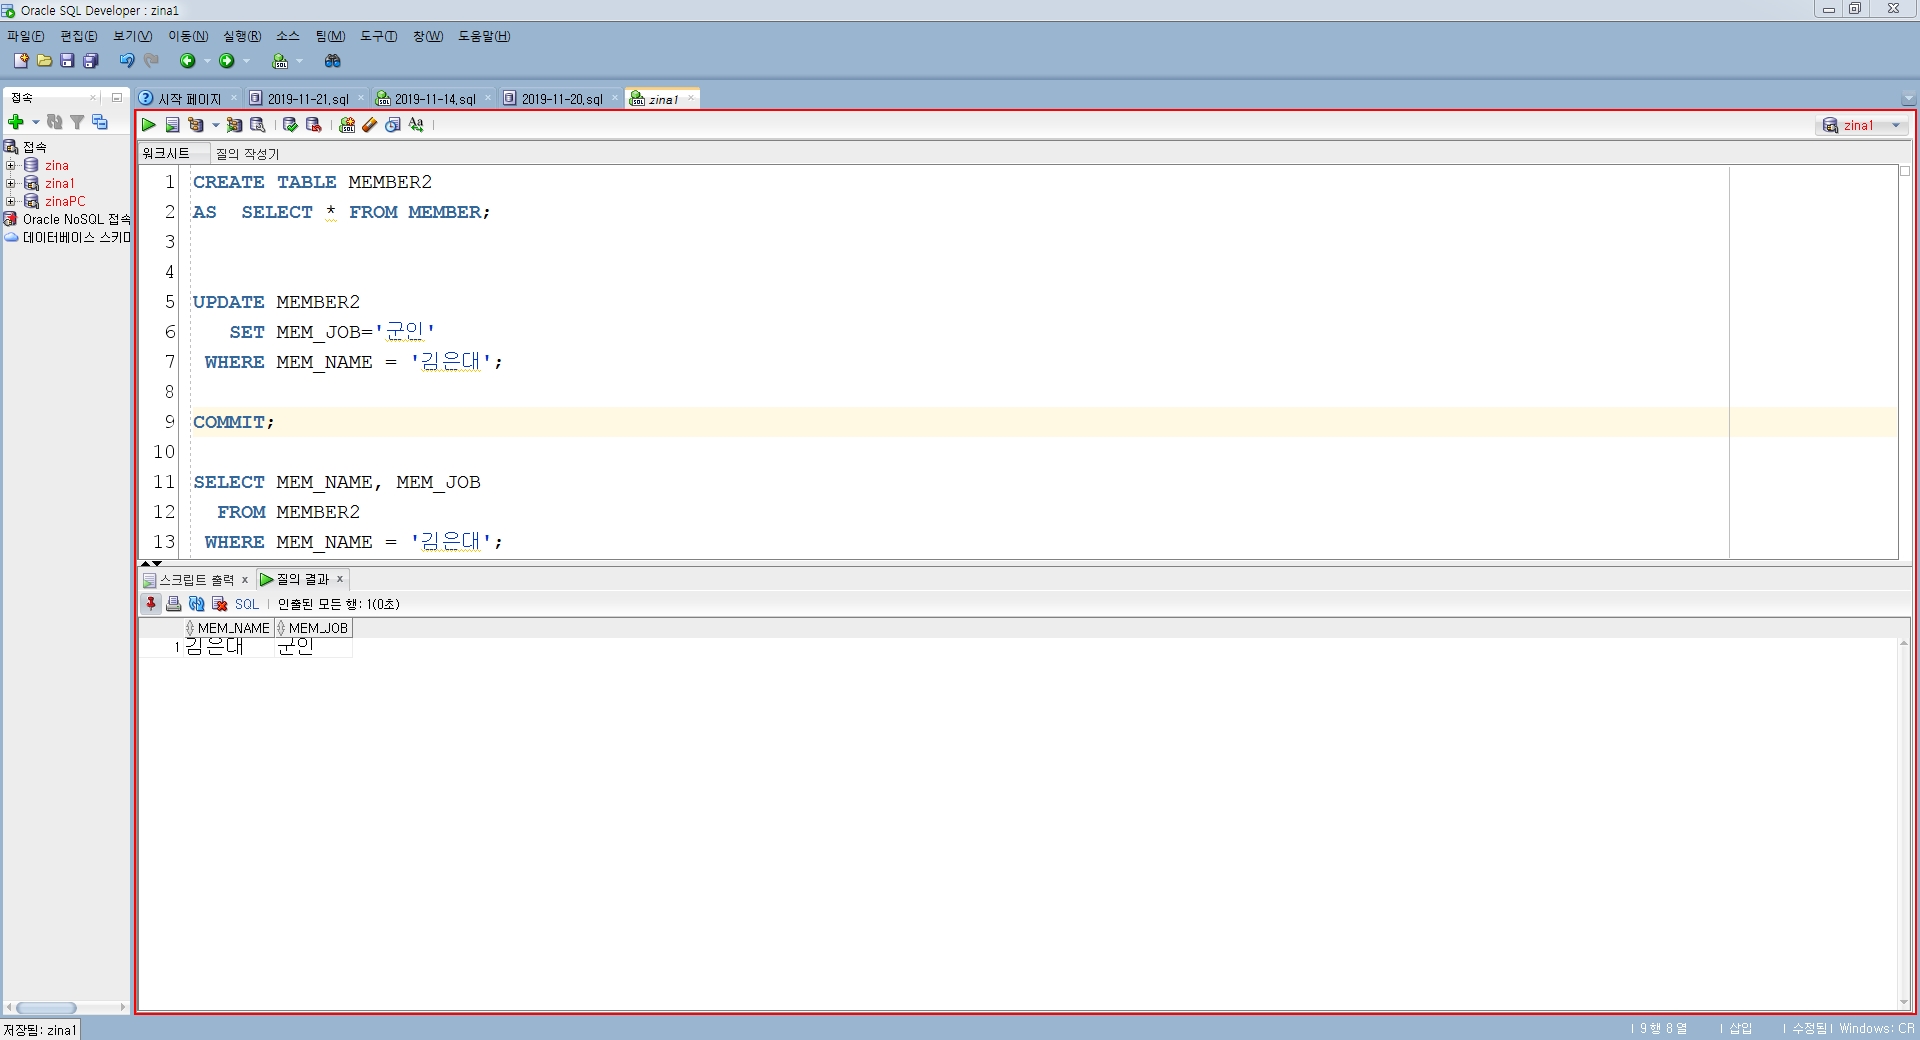 Oracle SQL Developer : zina1
파일(F) 편집(E) 보기(V) 이동(N) 실행(R) 소스 팀(M) 도구(T) 창(W) 도움말(H)
접속
시작 페이지 2019-11-21.sql 2019-11-14.sql 2019-11-20.sql zina1
zina1
접속
zina
zina1
zinaPC
Oracle NoSQL 접속
데이터베이스 스키마
워크시트 질의 작성기
1 CREATE TABLE MEMBER2
2 AS  SELECT * FROM MEMBER;
3
4
5 UPDATE MEMBER2
6    SET MEM_JOB='군인'
7  WHERE MEM_NAME = '김은대';
8
9 COMMIT;
10
11 SELECT MEM_NAME, MEM_JOB
12   FROM MEMBER2
13  WHERE MEM_NAME = '김은대';
스크립트 출력 x 질의 결과 x
SQL | 인출된 모든 행: 1(0초)
MEM_NAME MEM_JOB
1 김은대 군인
저장됨: zina1
| 9행 8열 | 삽입 | 수정됨 | Windows: CR